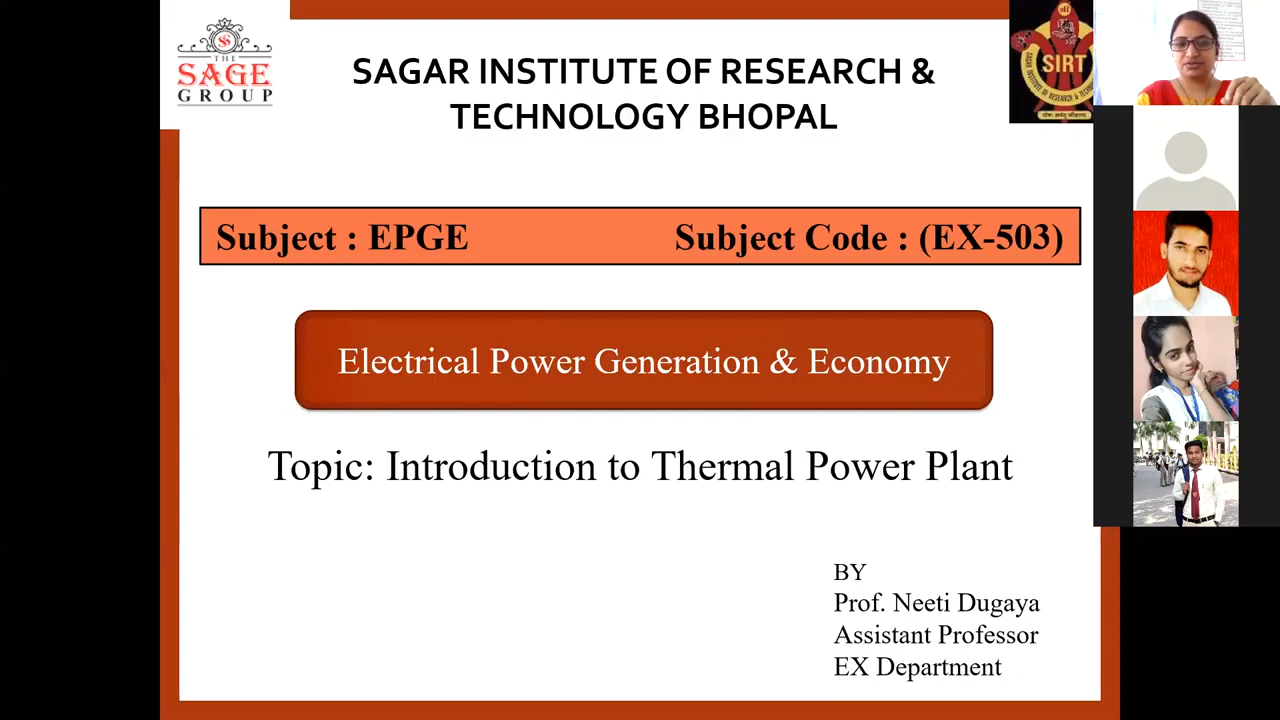 THE
SAGE
GROUP
SAGAR INSTITUTE OF RESEARCH &
TECHNOLOGY BHOPAL
SIRT
Subject : EPGE Subject Code : (EX-503)
Electrical Power Generation & Economy
Topic: Introduction to Thermal Power Plant
BY
Prof. Neeti Dugaya
Assistant Professor
EX Department